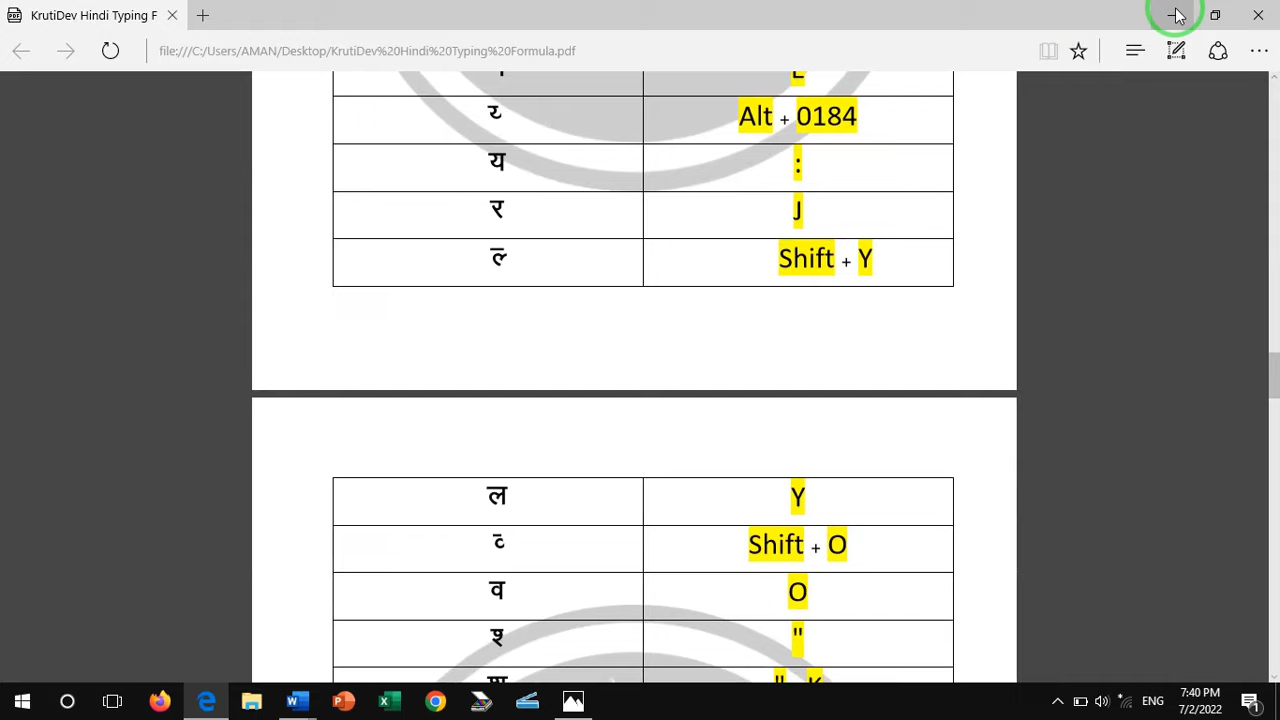 KrutiDev Hindi Typing F
file:///C:/Users/AMAN/Desktop/KrutiDev%20Hindi%20Typing%20Formula.pdf
य् Alt + 0184
य :
र J
ल् Shift + Y
ल Y
व् Shift + O
व O
श् "
ENG
7:40 PM
7/2/2022